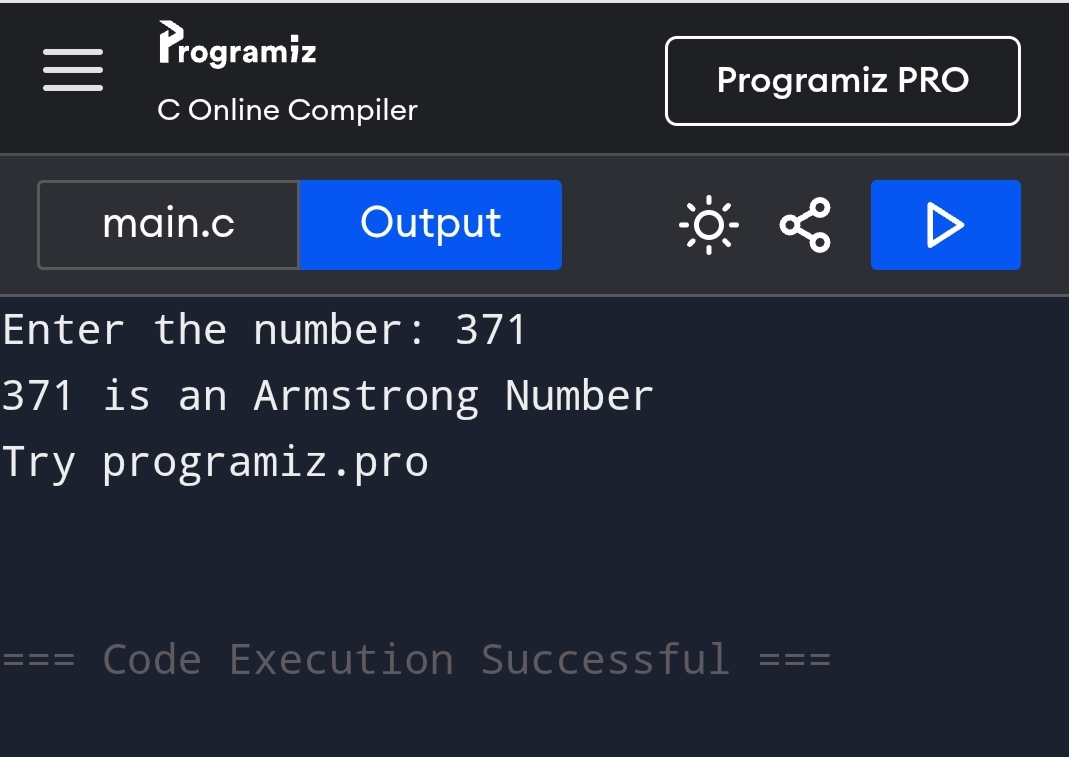 Programiz
C Online Compiler
Programiz PRO
main.c
Output
Enter the number: 371
371 is an Armstrong Number
Try programiz.pro
=== Code Execution Successful ===